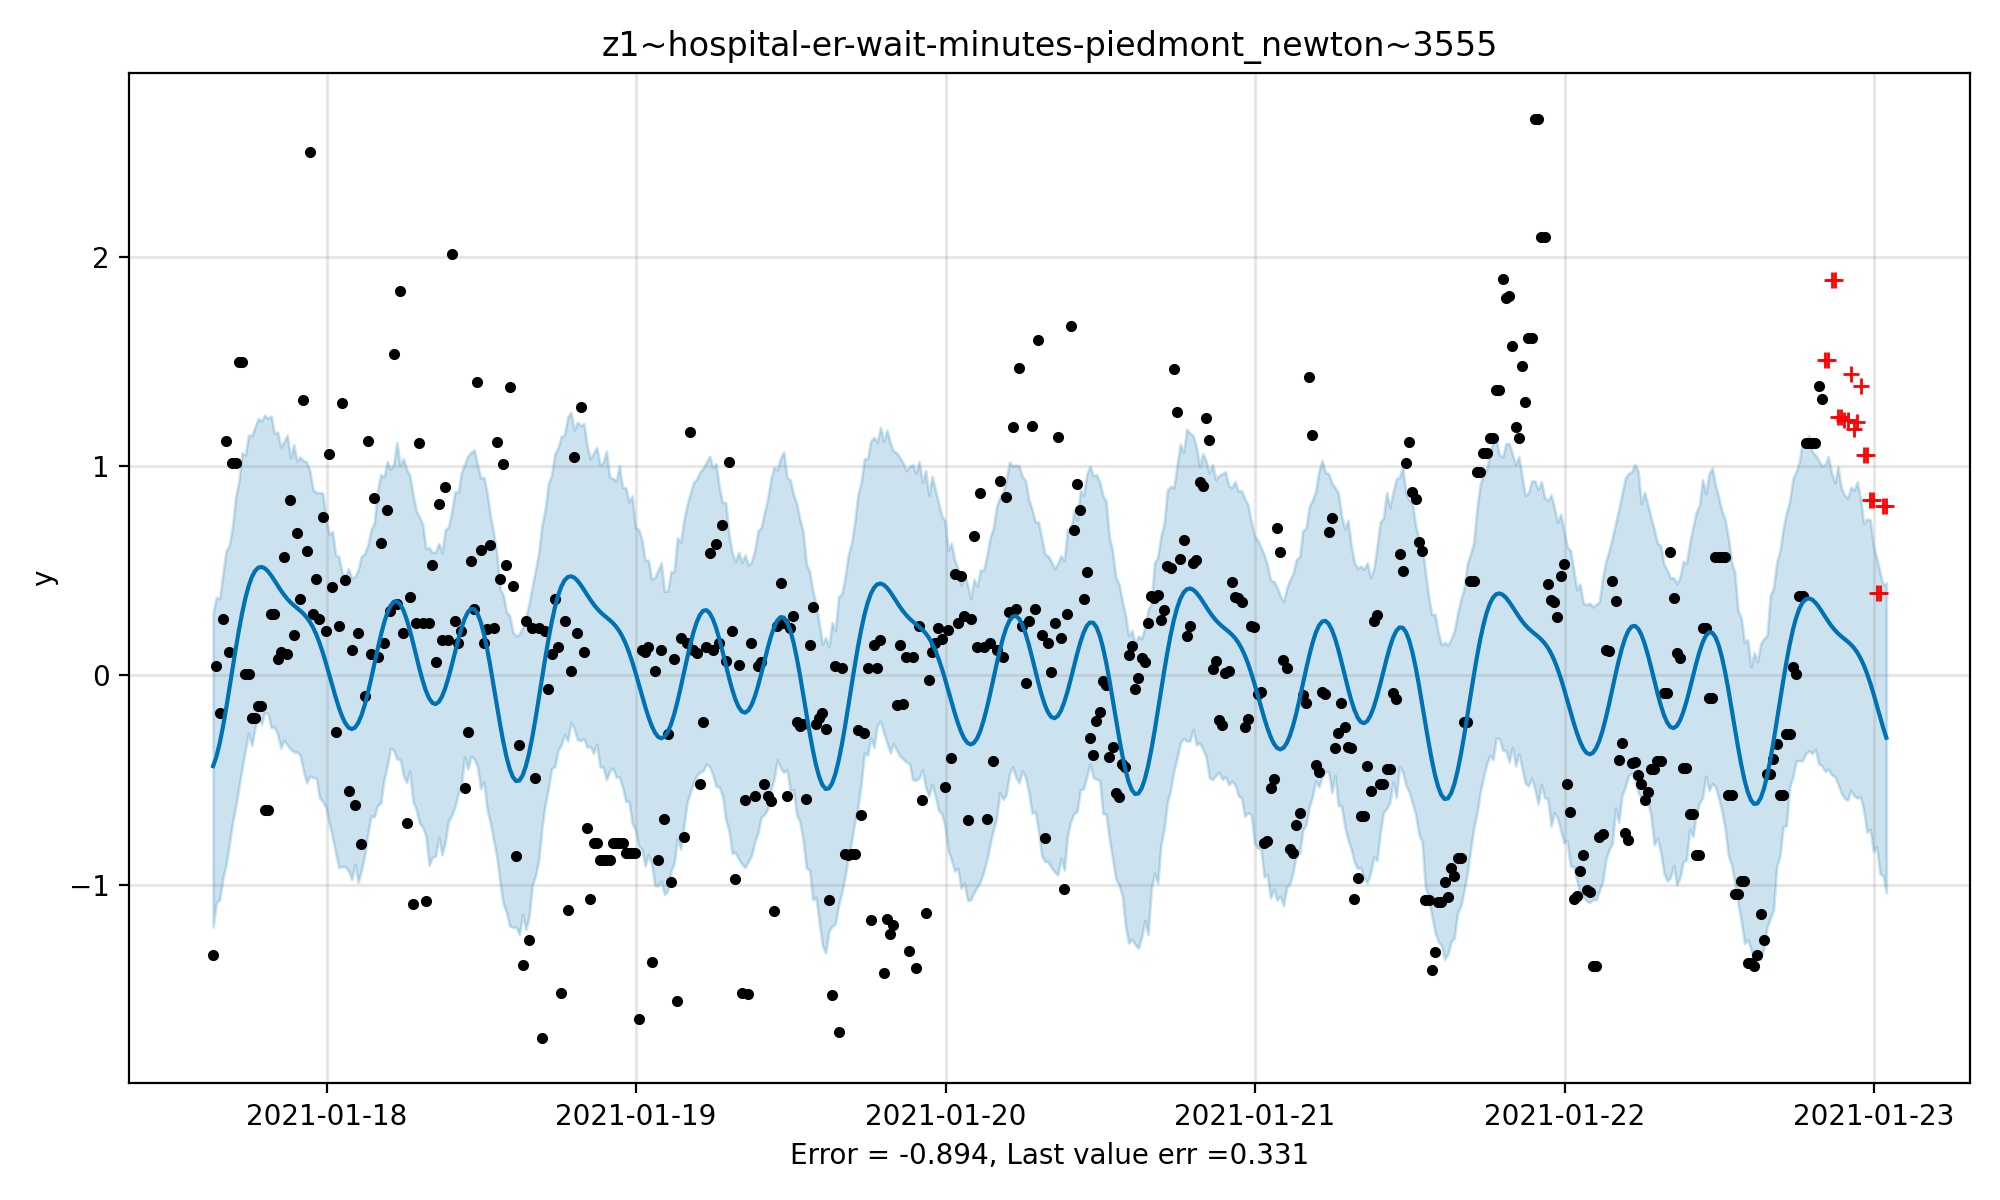 z1~hospital-er-wait-minutes-piedmont_newton~3555
y
2
1
0
−1
2021-01-18 2021-01-19 2021-01-20 2021-01-21 2021-01-22 2021-01-23
Error = -0.894, Last value err =0.331